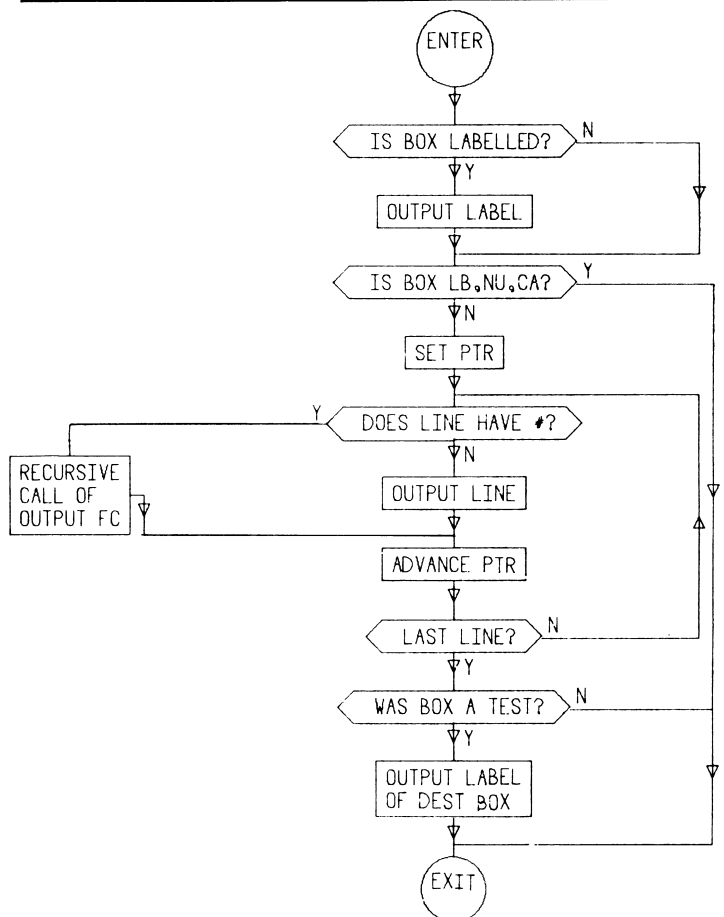 ENTER
IS BOX LABELLED?
N
Y
OUTPUT LABEL
IS BOX LB,NU,CA?
Y
N
SET PTR
Y
DOES LINE HAVE #?
N
RECURSIVE
CALL OF
OUTPUT FC
OUTPUT LINE
ADVANCE PTR
LAST LINE?
N
Y
WAS BOX A TEST?
N
Y
OUTPUT LABEL
OF DEST BOX
EXIT